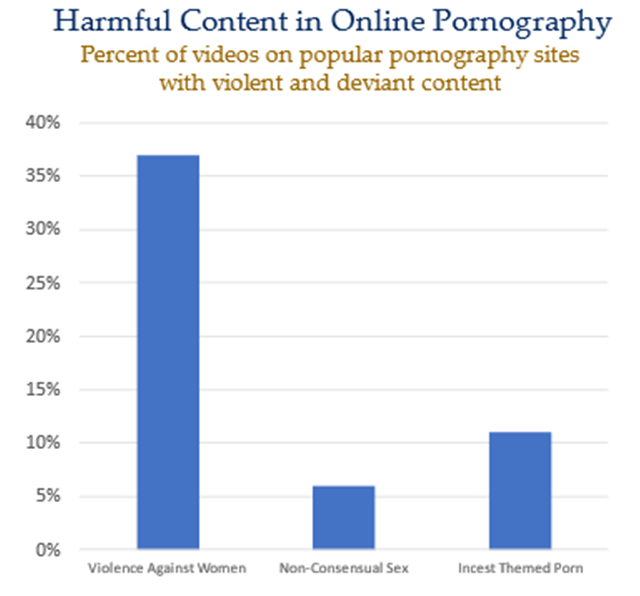 Harmful Content in Online Pornography
Percent of videos on popular pornography sites
with violent and deviant content
40%
35%
30%
25%
20%
15%
10%
5%
0%
Violence Against Women
Non-Consensual Sex
Incest Themed Porn